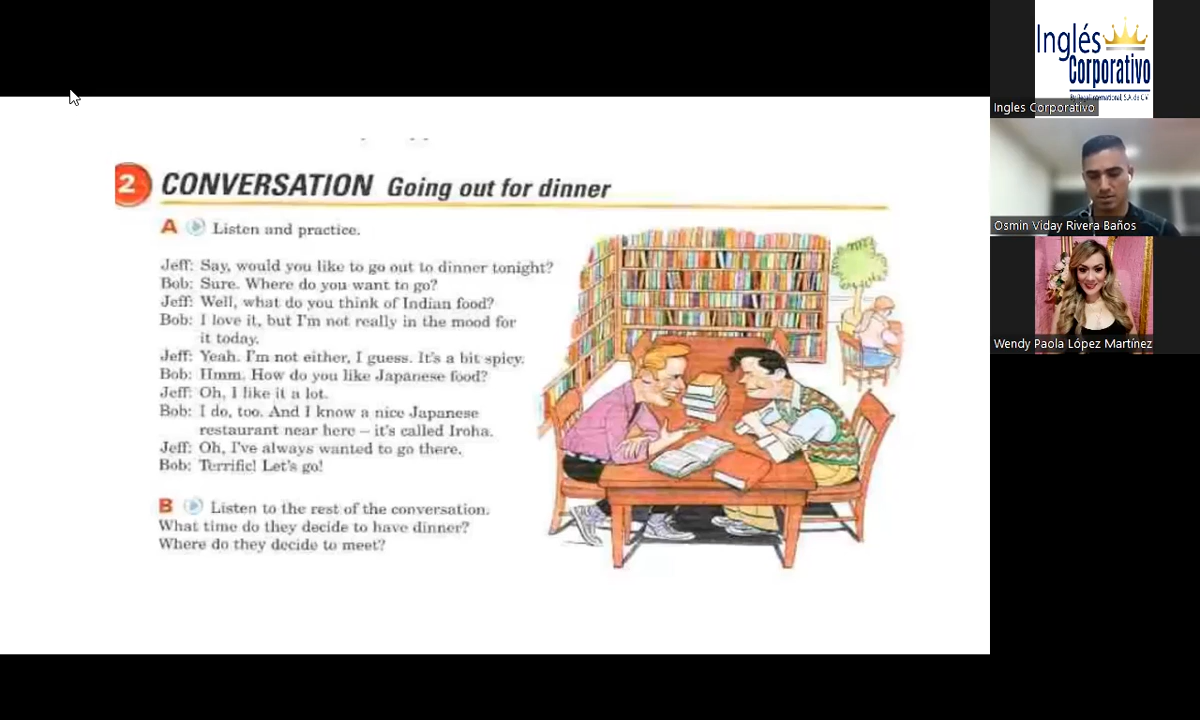 2 CONVERSATION Going out for dinner
A Listen and practice.
Jeff: Say, would you like to go out to dinner tonight?
Bob: Sure. Where do you want to go?
Jeff: Well, what do you think of Indian food?
Bob: I love it, but I'm not really in the mood for
it today.
Jeff: Yeah. I'm not either, I guess. It's a bit spicy.
Bob: Hmm. How do you like Japanese food?
Jeff: Oh, I like it a lot.
Bob: I do, too. And I know a nice Japanese
restaurant near here – it's called Iroha.
Jeff: Oh, I've always wanted to go there.
Bob: Terrific! Let's go!
B Listen to the rest of the conversation.
What time do they decide to have dinner?
Where do they decide to meet?
Inglés
Corporativo
Ingles Corporativo
Osmin Viday Rivera Baños
Wendy Paola López Martínez